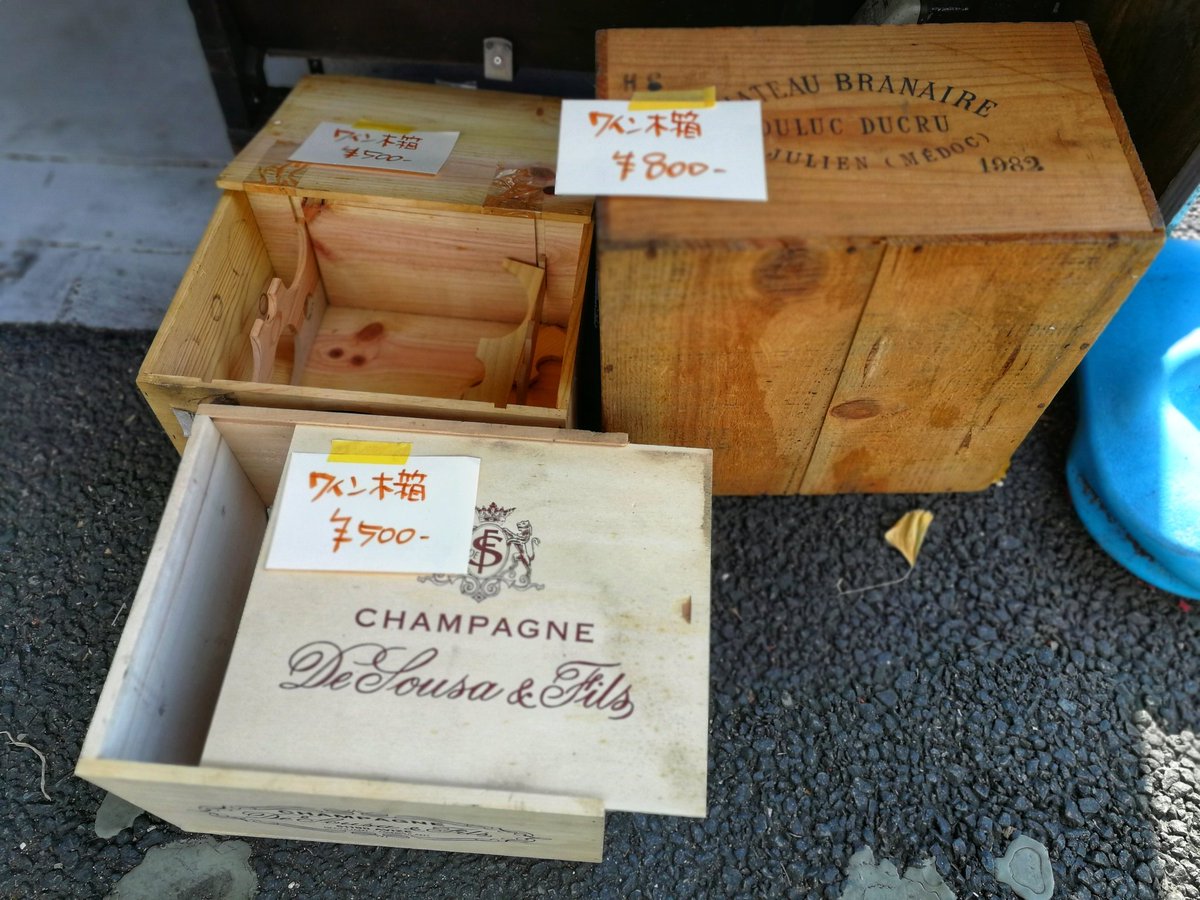 ワイン木箱
¥500-
ワイン木箱
¥800-
H S
ATEAU BRANAIRE
DULUC DUCRU
JULIEN (MÉDOC)
1982
ワイン木箱
¥500-
CHAMPAGNE
De Sousa & Fils
CHAMPAGNE